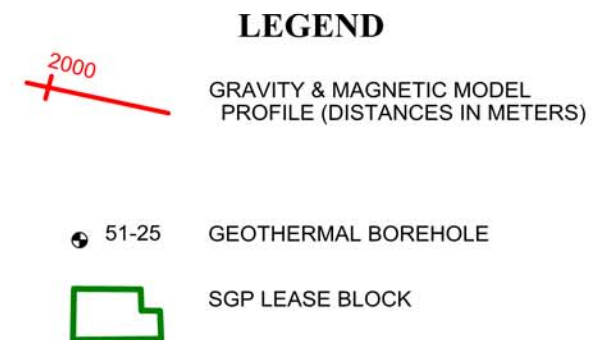 LEGEND
2000
GRAVITY & MAGNETIC MODEL
PROFILE (DISTANCES IN METERS)
51-25 GEOTHERMAL BOREHOLE
SGP LEASE BLOCK